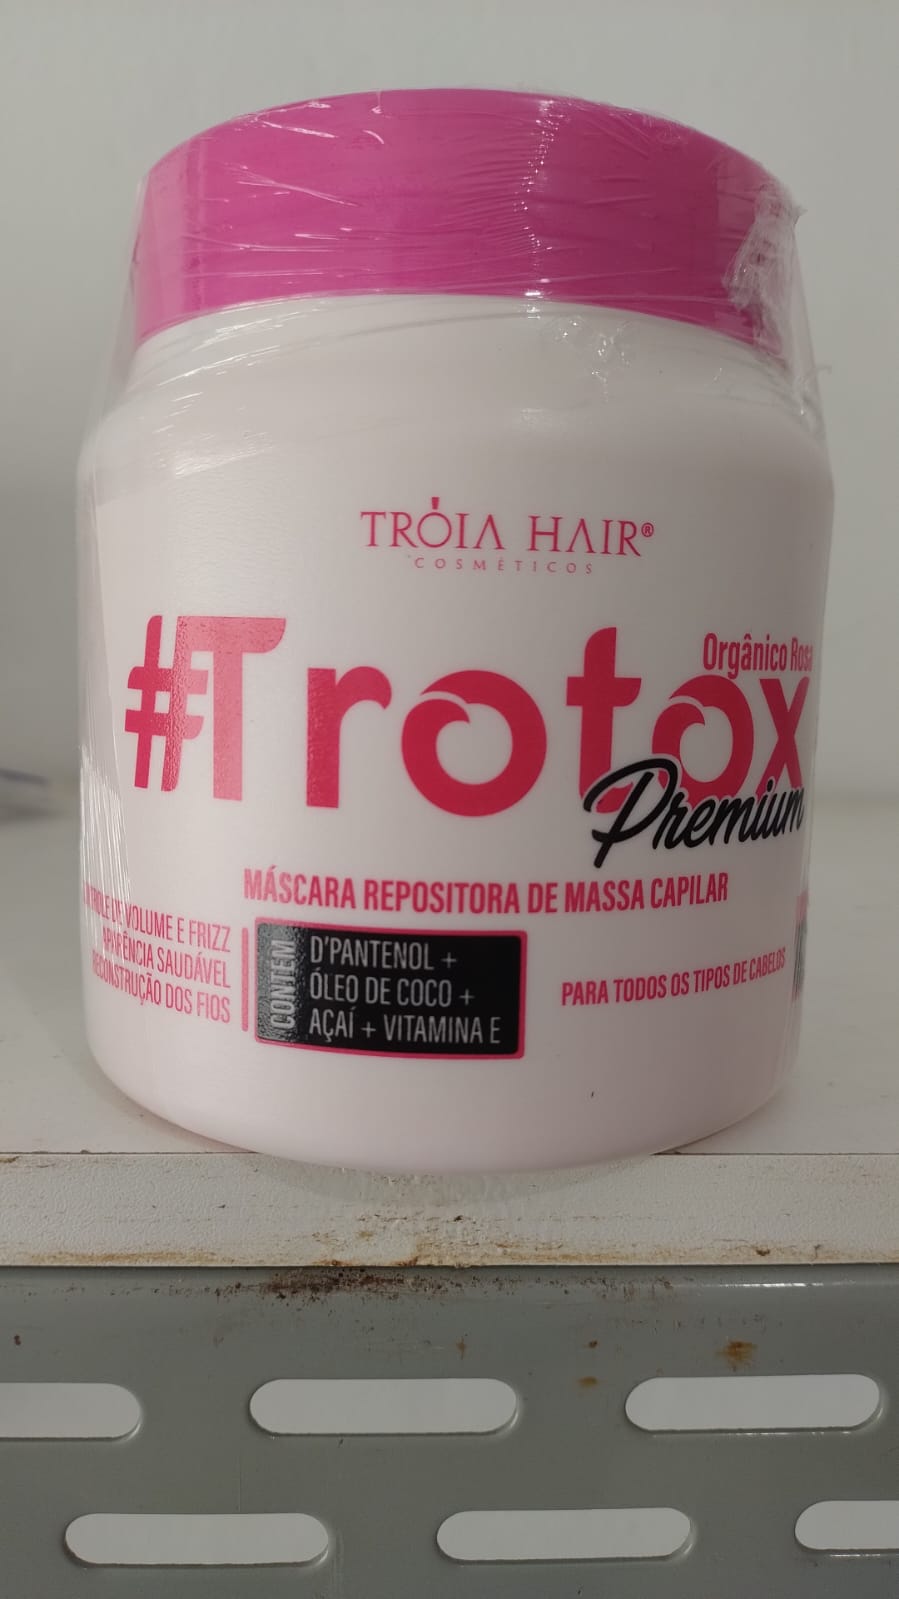 TRÓIA HAIR®
COSMÉTICOS
Orgânico Rosa
#Trotox
Premium
MÁSCARA REPOSITORA DE MASSA CAPILAR
VOLUME E FRIZZ
APARÊNCIA SAUDÁVEL
RECONSTRUÇÃO DOS FIOS
CONTÉM
D'PANTENOL +
ÓLEO DE COCO +
AÇAÍ + VITAMINA E
PARA TODOS OS TIPOS DE CABELOS